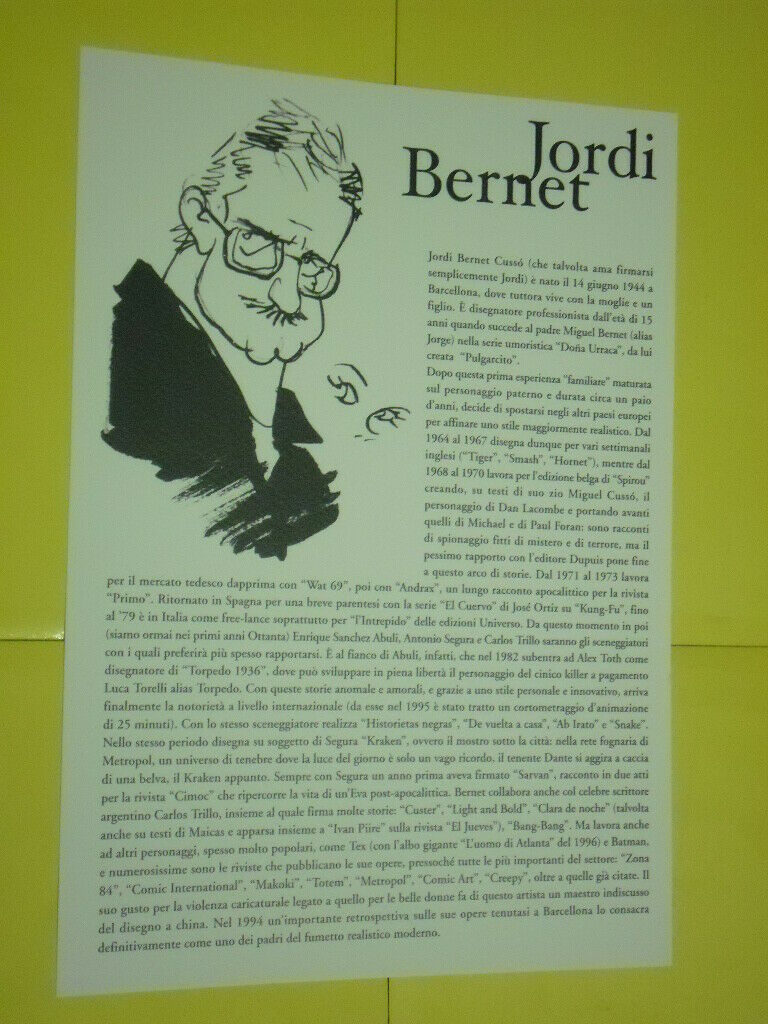 Jordi
Bernet
Jordi Bernet Cussó (che talvolta ama firmarsi
semplicemente Jordi) è nato il 14 giugno 1944 a
Barcellona, dove tuttora vive con la moglie e un
figlio. È disegnatore professionista dall'età di 15
anni quando succede al padre Miguel Bernet (alias
Jorge) nella serie umoristica "Doña Urraca", da lui
creata "Pulgarcito".
Dopo questa prima esperienza "familiare" maturata
sul personaggio paterno e durata circa un paio
d'anni, decide di spostarsi negli altri paesi europei
per affinare uno stile maggiormente realistico. Dal
1964 al 1967 disegna dunque per vari settimanali
inglesi ("Tiger", "Smash", "Hornet"), mentre dal
1968 al 1970 lavora per l'edizione belga di "Spirou"
creando, su testi di suo zio Miguel Cussó, il
personaggio di Dan Lacombe e portando avanti
quelli di Michael e di Paul Foran: sono racconti
di spionaggio fitti di mistero e di terrore, ma il
pessimo rapporto con l'editore Dupuis pone fine
a questo arco di storie. Dal 1971 al 1973 lavora
per il mercato tedesco dapprima con "Wat 69", poi con "Andrax", un lungo racconto apocalittico per la rivista
"Primo". Ritornato in Spagna per una breve parentesi con la serie "El Cuervo" di José Ortiz su "Kung-Fu", fino
al '79 è in Italia come free-lance soprattutto per "l'Intrepido" delle edizioni Universo. Da questo momento in poi
(siamo ormai nei primi anni Ottanta) Enrique Sanchez Abulì, Antonio Segura e Carlos Trillo saranno gli sceneggiatori
con i quali preferirà più spesso rapportarsi. È al fianco di Abulì, infatti, che nel 1982 subentra ad Alex Toth come
disegnatore di "Torpedo 1936", dove può sviluppare in piena libertà il personaggio del cinico killer a pagamento
Luca Torelli alias Torpedo. Con queste storie anomale e amorali, e grazie a uno stile personale e innovativo, arriva
finalmente la notorietà a livello internazionale (da esse nel 1995 è stato tratto un cortometraggio d'animazione
di 25 minuti). Con lo stesso sceneggiatore realizza "Historietas negras", "De vuelta a casa", "Ab Irato" e "Snake".
Nello stesso periodo disegna su soggetto di Segura "Kraken", ovvero il mostro sotto la città: nella rete fognaria di
Metropol, un universo di tenebre dove la luce del giorno è solo un vago ricordo, il tenente Dante si aggira a caccia
di una belva, il Kraken appunto. Sempre con Segura un anno prima aveva firmato "Sarvan", racconto in due atti
per la rivista "Cimoc" che ripercorre la vita di un'Eva post-apocalittica. Bernet collabora anche col celebre scrittore
argentino Carlos Trillo, insieme al quale firma molte storie: "Custer", "Light and Bold", "Clara de noche" (talvolta
anche su testi di Maicas e apparsa insieme a "Ivan Piire" sulla rivista "El Jueves"), "Bang-Bang". Ma lavora anche
ad altri personaggi, spesso molto popolari, come Tex (con l'albo gigante "L'uomo di Atlanta" del 1996) e Batman,
e numerosissime sono le riviste che pubblicano le sue opere, pressoché tutte le più importanti del settore: "Zona
84", "Comic International", "Makoki", "Totem", "Metropol", "Comic Art", "Creepy", oltre a quelle già citate. Il
suo gusto per la violenza caricaturale legato a quello per le belle donne fa di questo artista un maestro indiscusso
del disegno a china. Nel 1994 un'importante retrospettiva sulle sue opere tenutasi a Barcellona lo consacra
definitivamente come uno dei padri del fumetto realistico moderno.